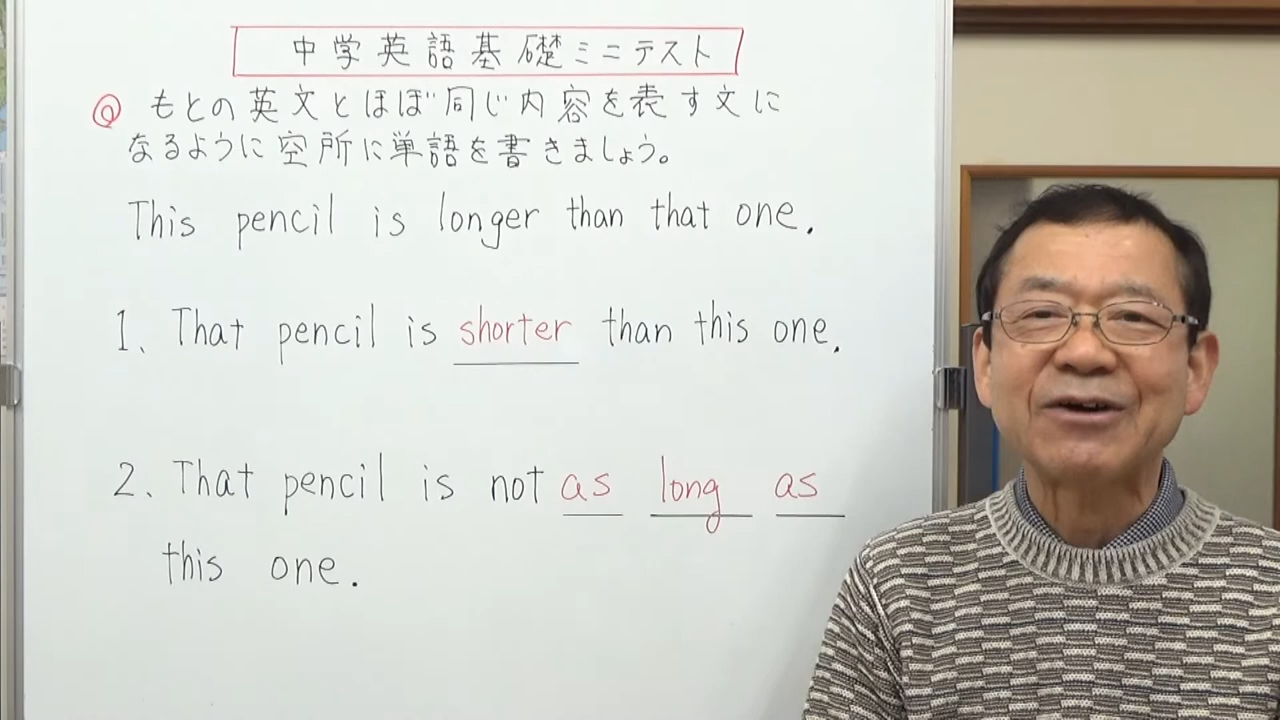 中学英語基礎ミニテスト
Q もとの英文とほぼ同じ内容を表す文に
なるように空所に単語を書きましょう。
This pencil is longer than that one.
1、That pencil is shorter than this one.
2、That pencil is not as long as
this one.